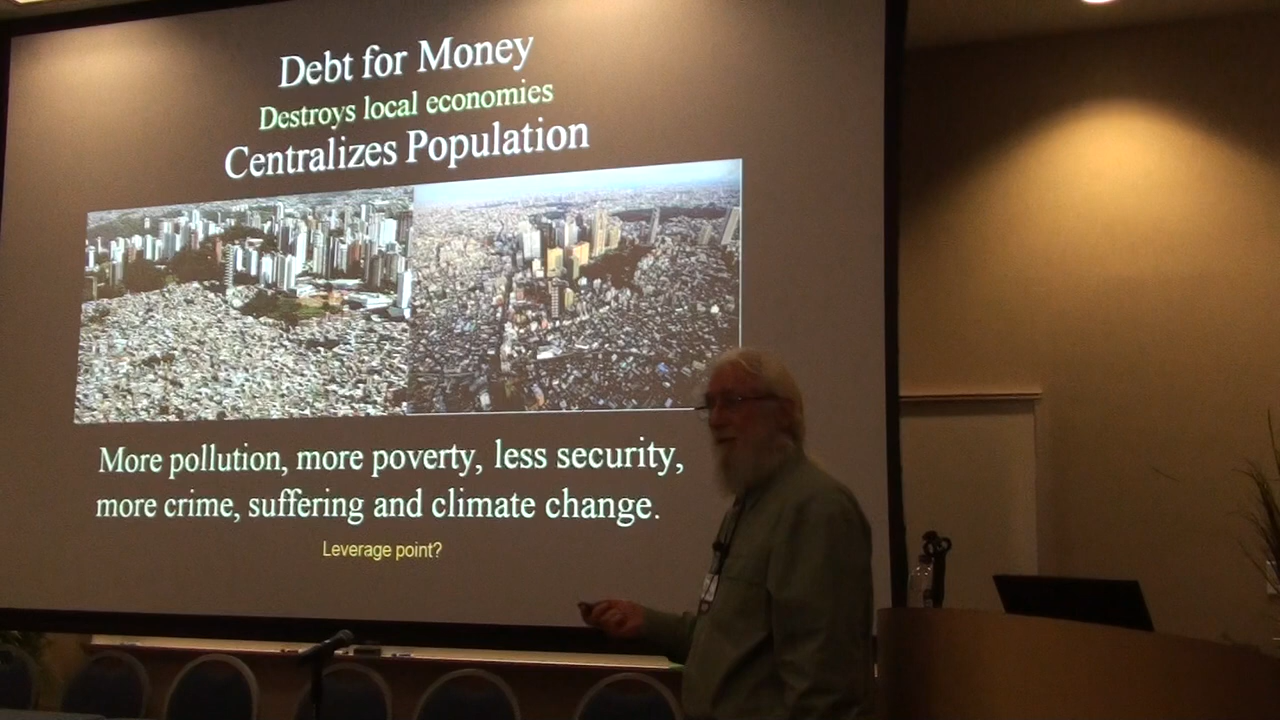 Debt for Money
Destroys local economies
Centralizes Population
More pollution, more poverty, less security,
more crime, suffering and climate change.
Leverage point?